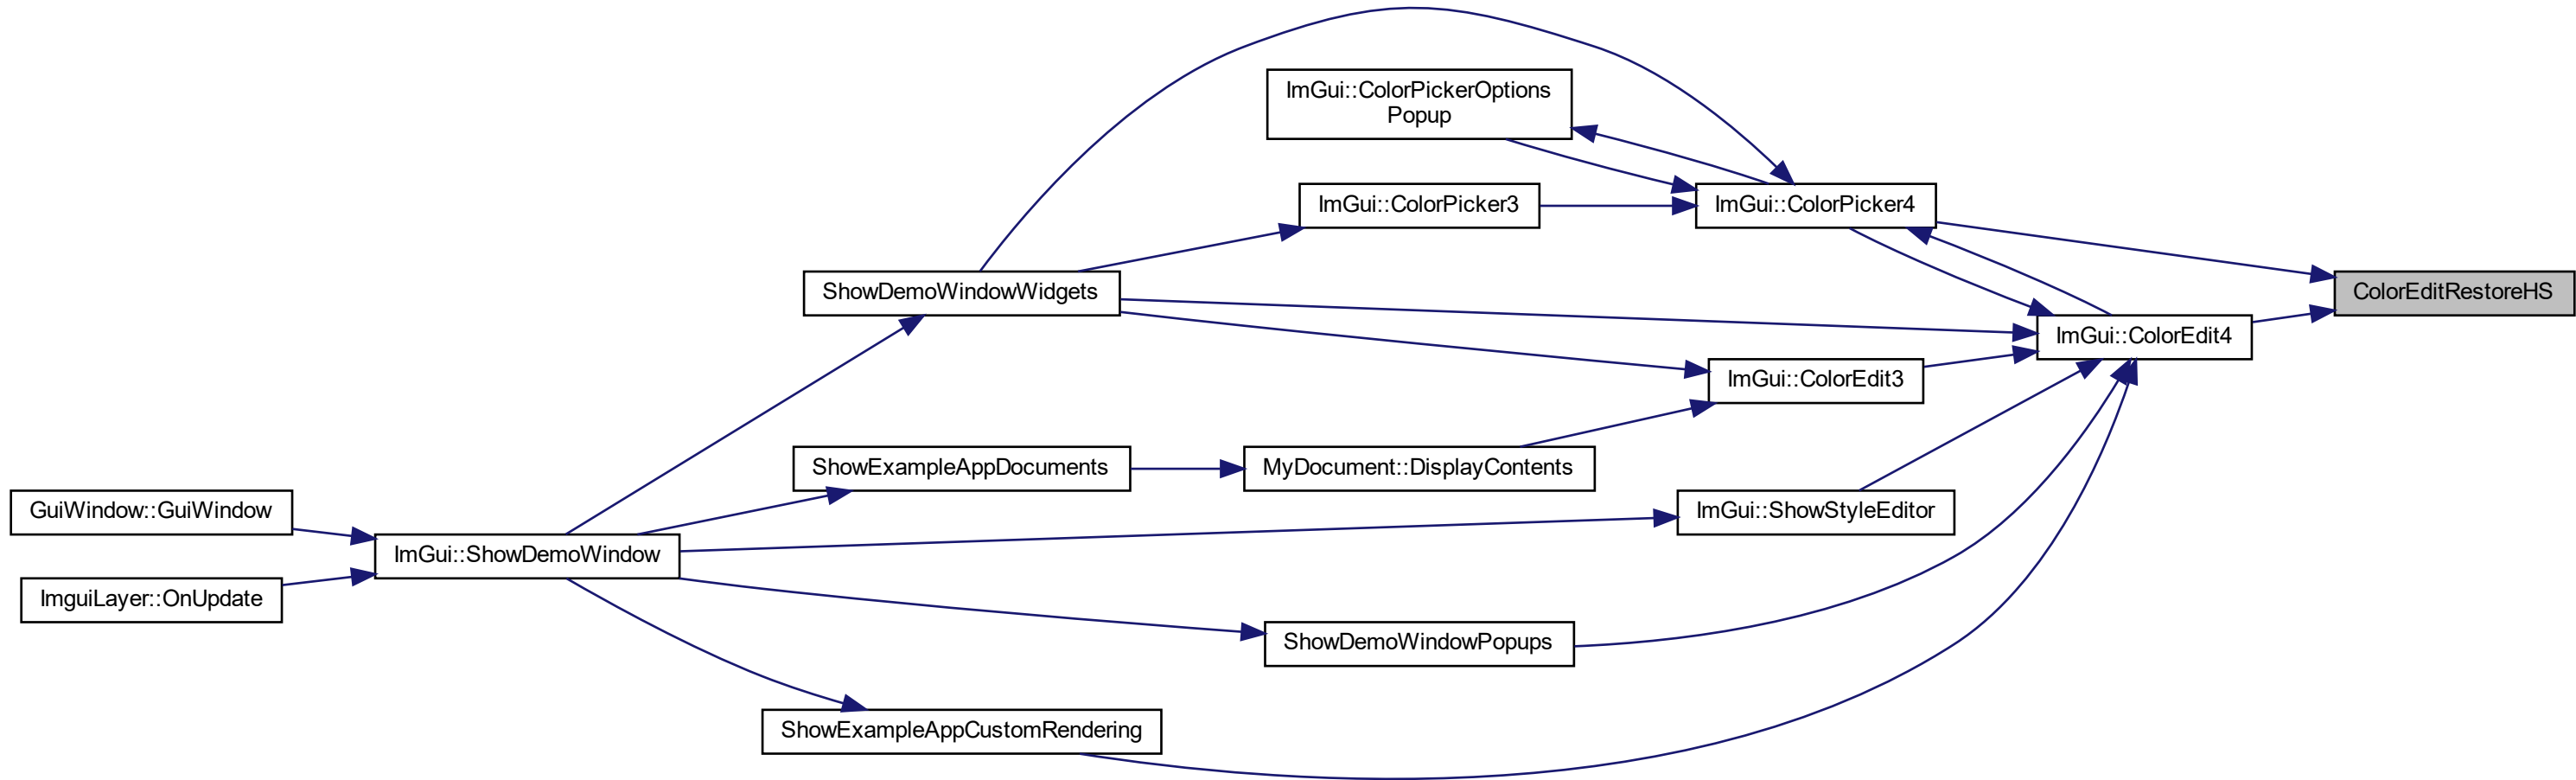 ImGui::ColorPickerOptions
Popup
ImGui::ColorPicker3
ImGui::ColorPicker4
ShowDemoWindowWidgets
ColorEditRestoreHS
ImGui::ColorEdit4
ImGui::ColorEdit3
ShowExampleAppDocuments
MyDocument::DisplayContents
GuiWindow::GuiWindow
ImGui::ShowStyleEditor
ImGui::ShowDemoWindow
ImguiLayer::OnUpdate
ShowDemoWindowPopups
ShowExampleAppCustomRendering